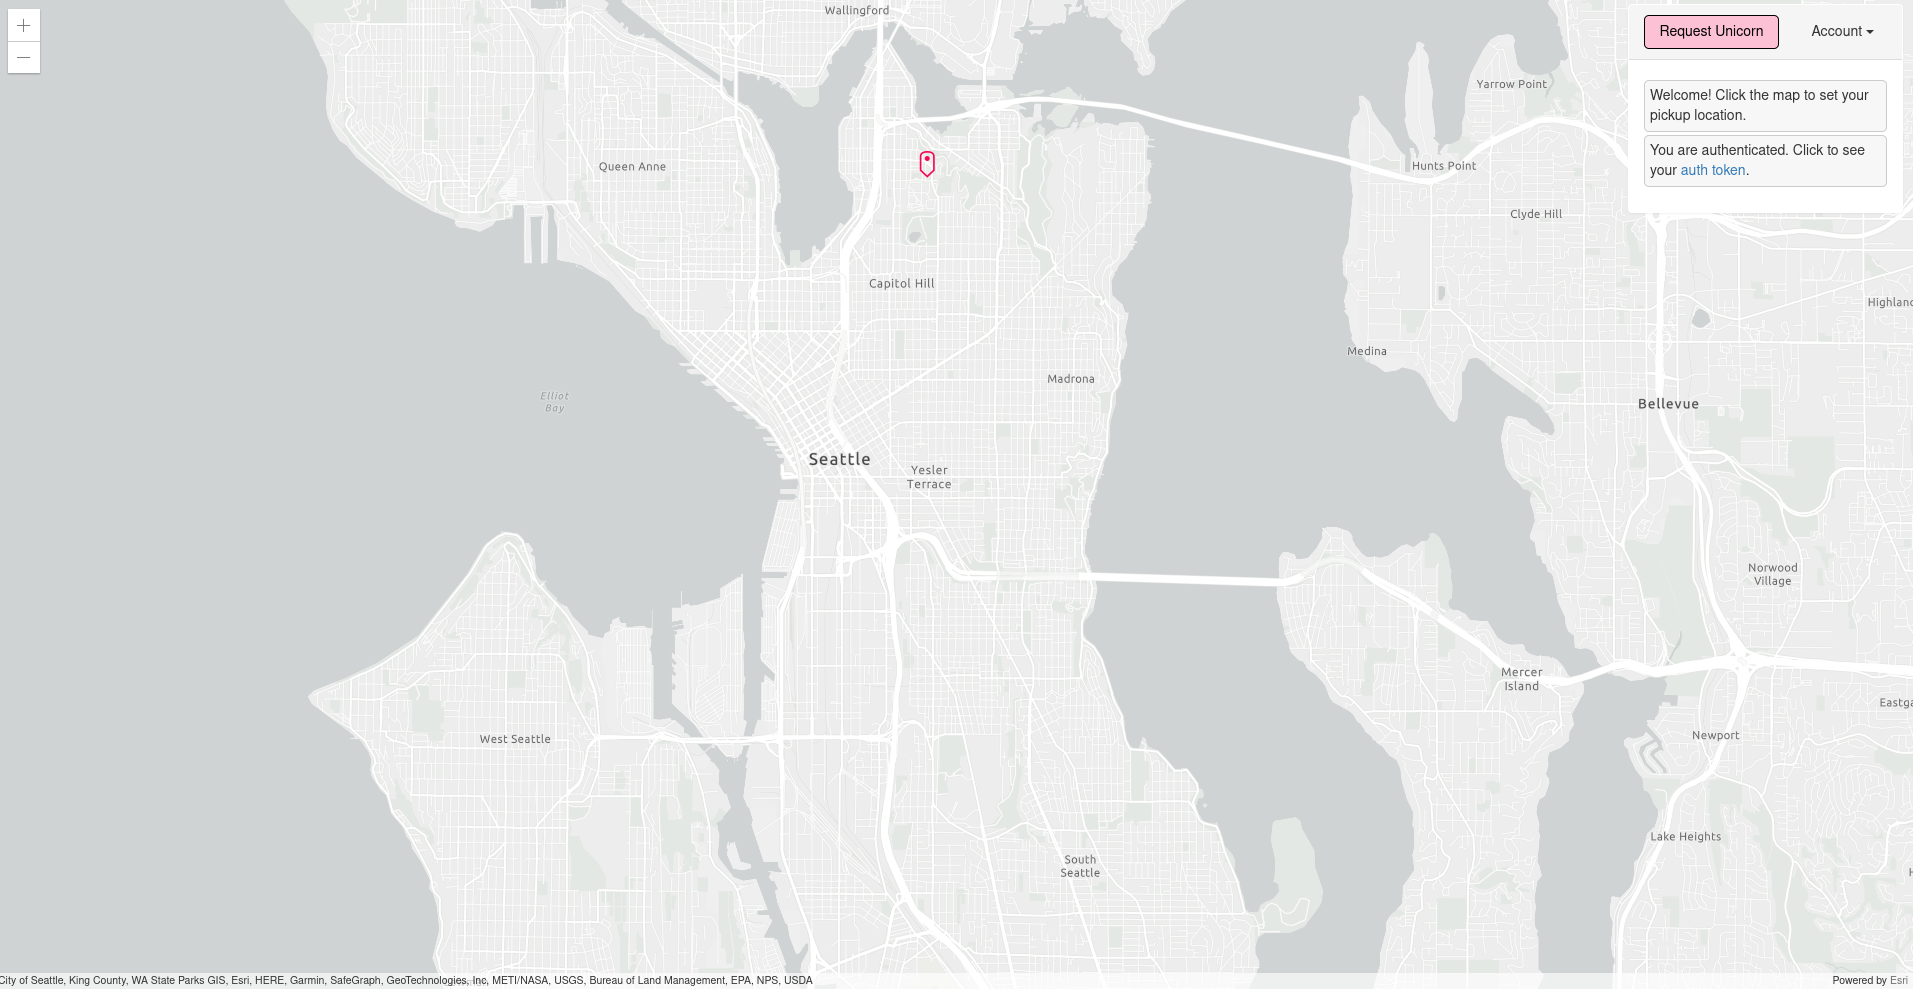 Wallingford
Request Unicorn
Account
Yarrow Point
Welcome! Click the map to set your
pickup location.
You are authenticated. Click to see
your auth token.
Queen Anne
Hunts Point
Clyde Hill
Capitol Hill
Highland
Medina
Madrona
Elliot
Bay
Bellevue
Seattle
Yesler
Terrace
Norwood
Village
Mercer
Island
Eastga
West Seattle
Newport
Lake Heights
South
Seattle
H
City of Seattle, King County, WA State Parks GIS, Esri, HERE, Garmin, SafeGraph, GeoTechnologies, Inc, METI/NASA, USGS, Bureau of Land Management, EPA, NPS, USDA
Powered by Esri